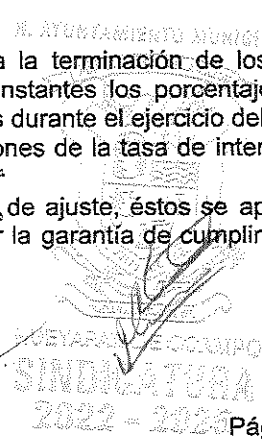 H. AYUNTAMIENTO
a la terminación de los
nstantes los porcentaje
s durante el ejercicio del
ones de la tasa de inter
de ajuste, éstos se ap
r la garantía de cumplin
OCAMPO
SINDICATURA
2022 - 202
Pág